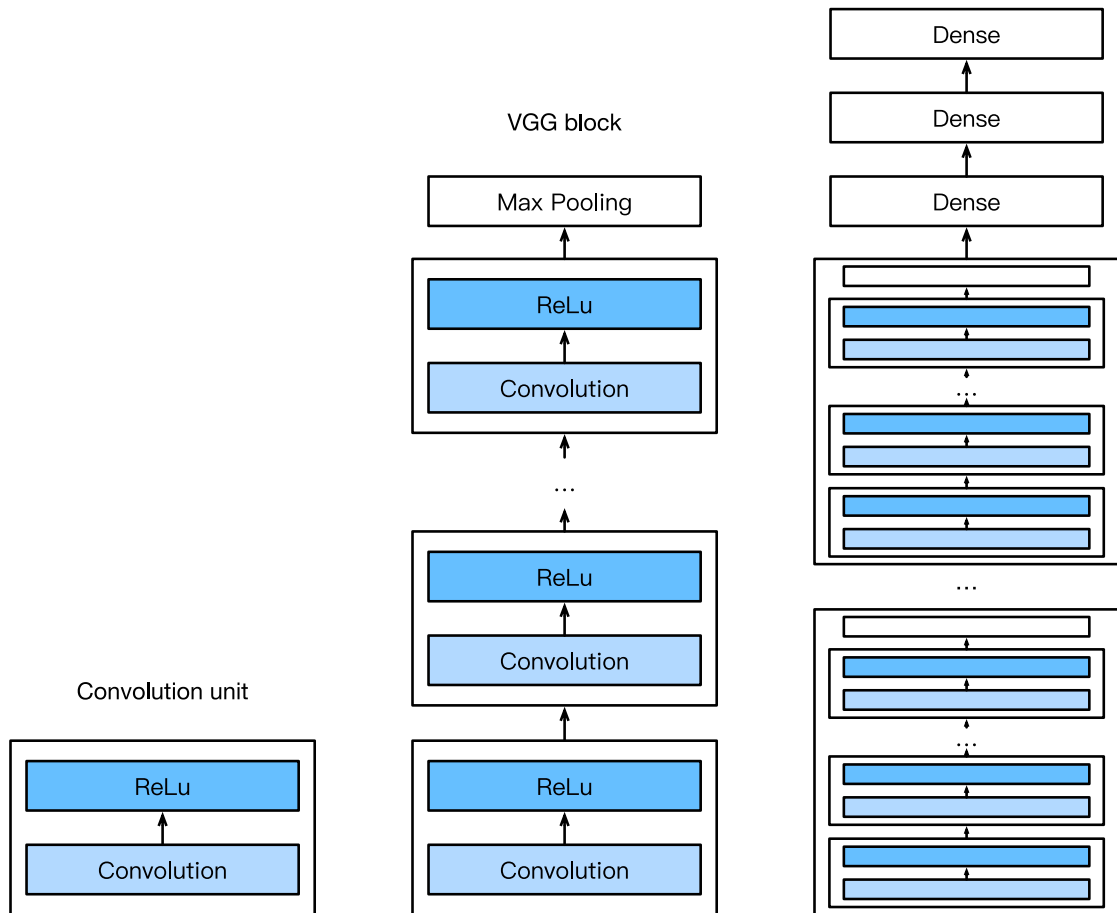 Convolution unit
ReLu
Convolution
VGG block
Max Pooling
ReLu
Convolution
...
ReLu
Convolution
ReLu
Convolution
Dense
Dense
Dense
...
...
...